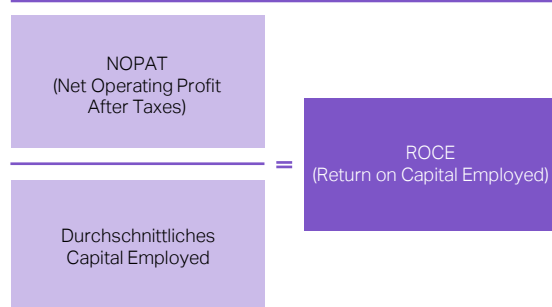 NOPAT
(Net Operating Profit
After Taxes)
=
ROCE
(Return on Capital Employed)
Durchschnittliches
Capital Employed